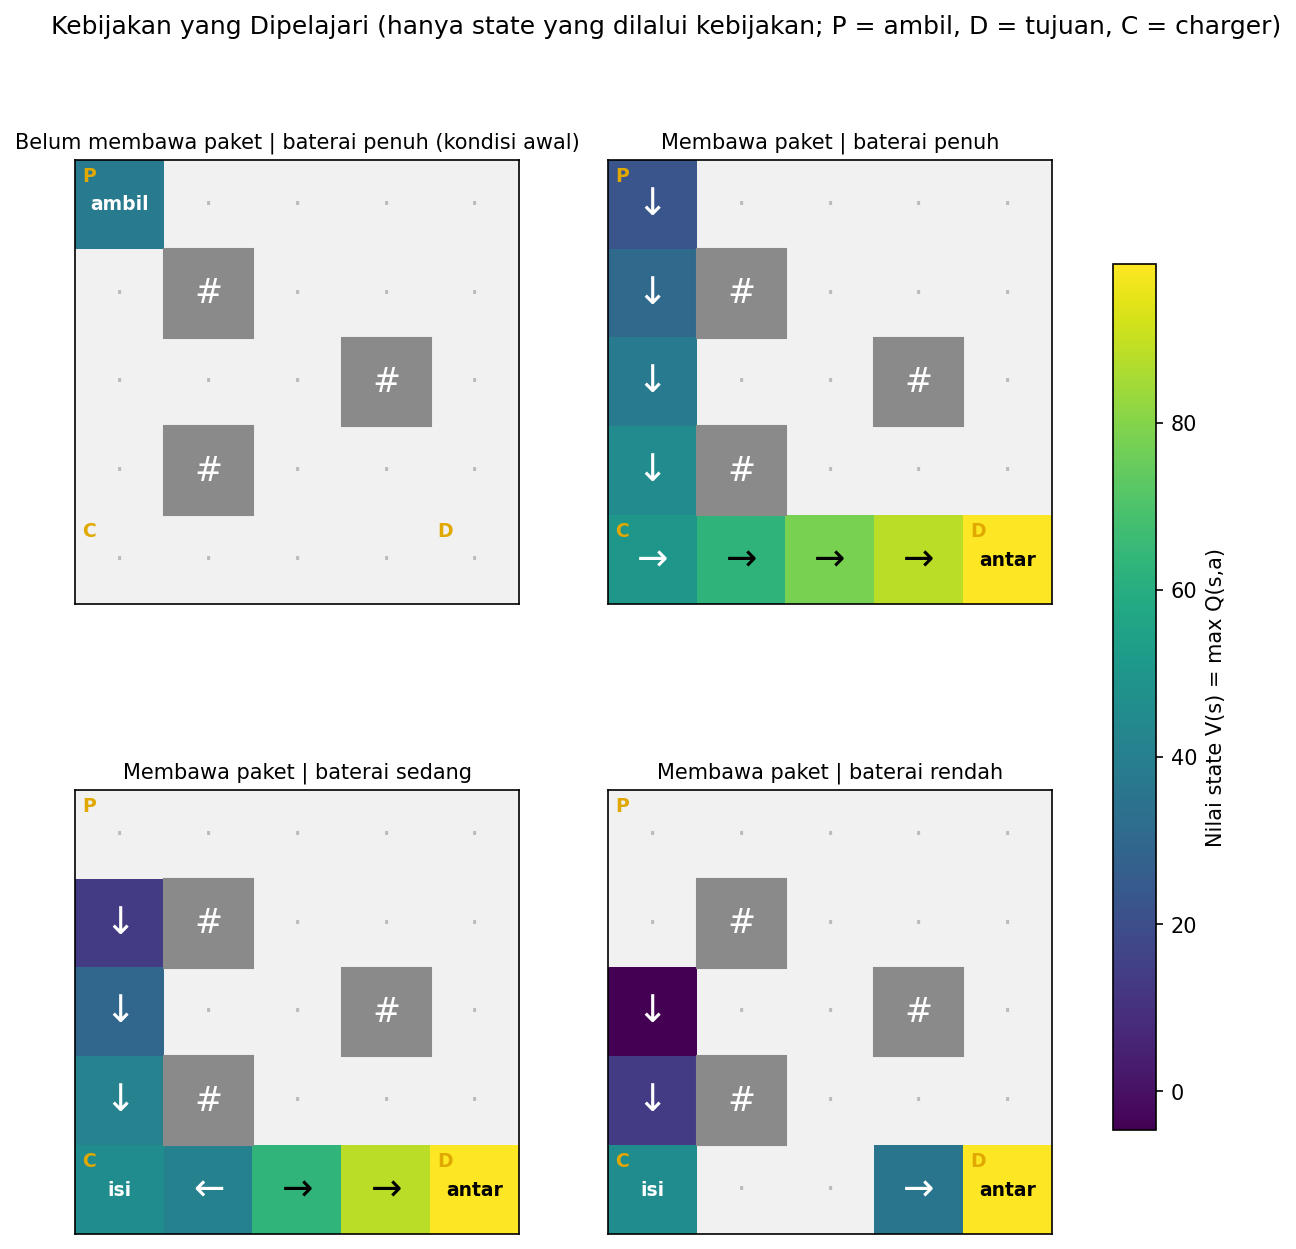 Kebijakan yang Dipelajari (hanya state yang dilalui kebijakan; P = ambil, D = tujuan, C = charger)
Belum membawa paket | baterai penuh (kondisi awal)
P
ambil
#
#
#
C
D
Membawa paket | baterai penuh
P
↓
↓ #
↓ #
↓ #
C
D
→ → → → antar
80
60
40
20
0
Nilai state V(s) = max Q(s,a)
Membawa paket | baterai sedang
P
↓ #
↓ #
↓ #
C
D
isi ← → → antar
Membawa paket | baterai rendah
P
#
↓ #
↓ #
C
D
isi → antar